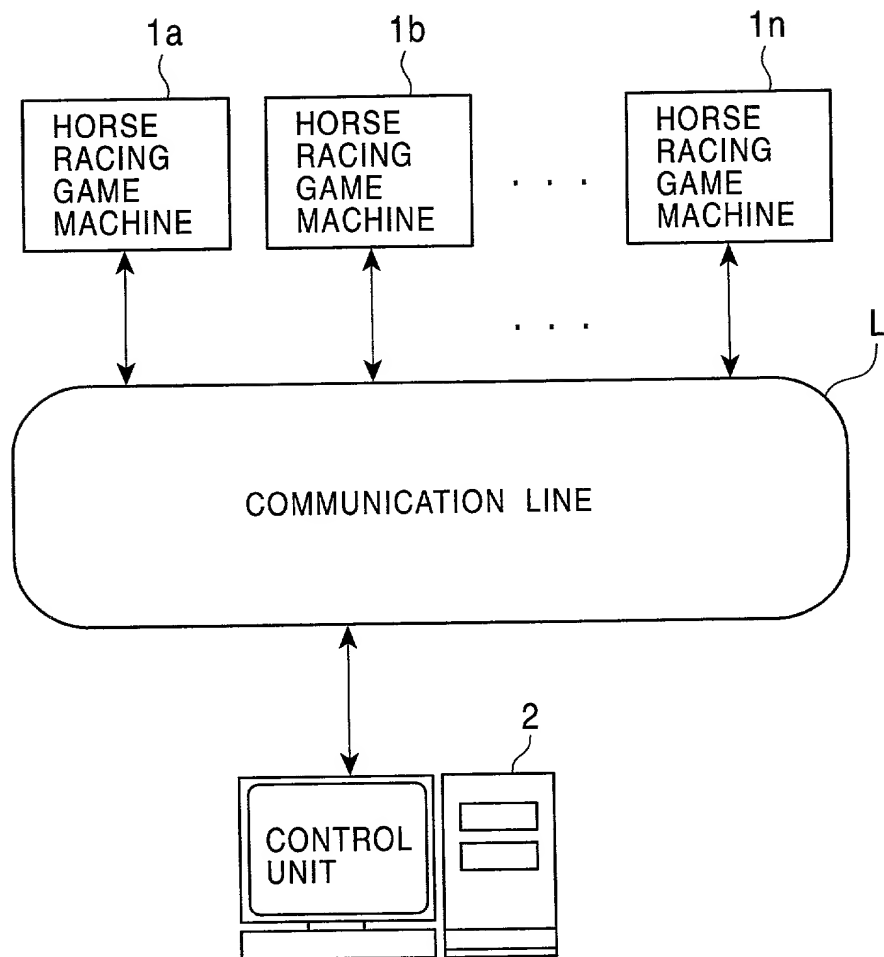 1a
1b
1n
HORSE
RACING
GAME
MACHINE
HORSE
RACING
GAME
MACHINE
. . .
HORSE
RACING
GAME
MACHINE
. . .
L
COMMUNICATION LINE
2
CONTROL
UNIT